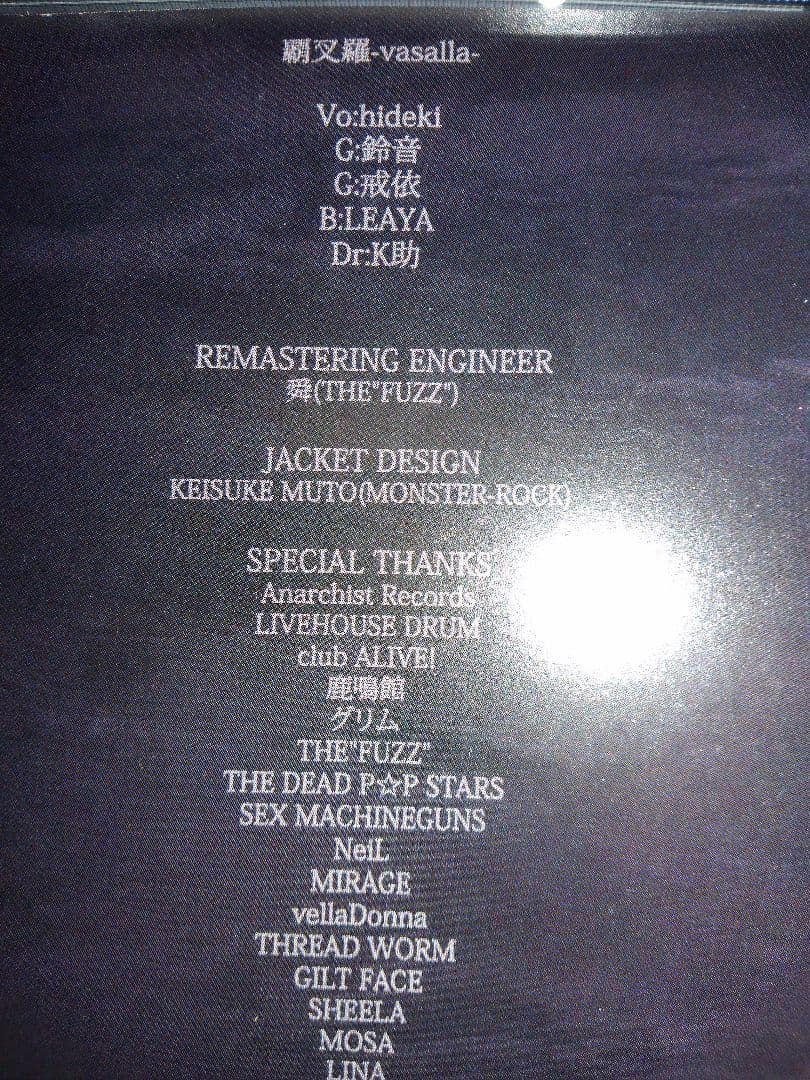 覇叉羅-vasalla-
Vo:hideki
G:鈴音
G:戒依
B:LEAYA
Dr:K助
REMASTERING ENGINEER
舜(THE"FUZZ")
JACKET DESIGN
KEISUKE MUTO(MONSTER-ROCK)
SPECIAL THANKS
Anarchist Records
LIVEHOUSE DRUM
club ALIVE!
鹿鳴館
グリム
THE"FUZZ"
THE DEAD P☆P STARS
SEX MACHINEGUNS
NeiL
MIRAGE
vellaDonna
THREAD WORM
GILT FACE
SHEELA
MOSA
LINA